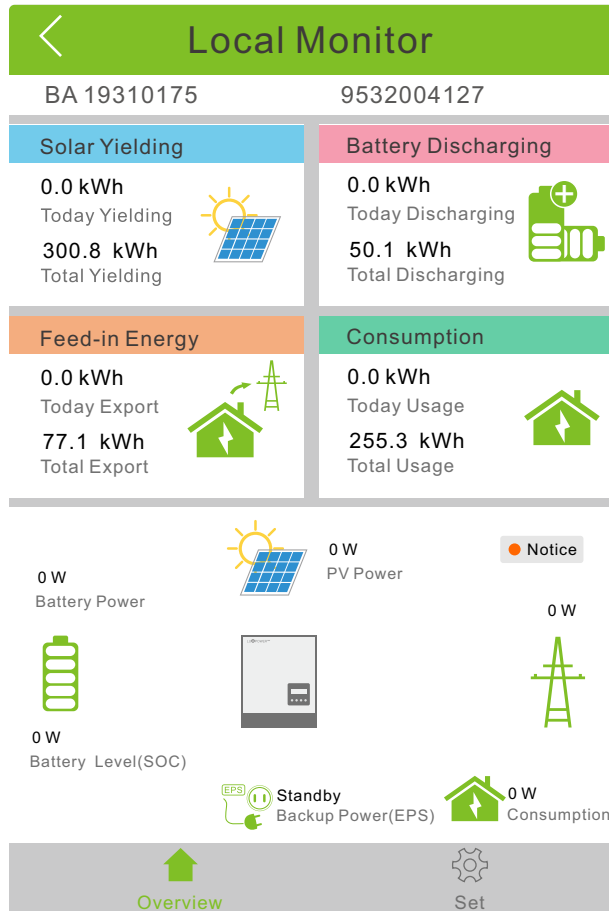 Local Monitor
BA 19310175 9532004127
Solar Yielding
0.0 kWh
Today Yielding
300.8 kWh
Total Yielding
Battery Discharging
0.0 kWh
Today Discharging
50.1 kWh
Total Discharging
Feed-in Energy
0.0 kWh
Today Export
77.1 kWh
Total Export
Consumption
0.0 kWh
Today Usage
255.3 kWh
Total Usage
0 W
PV Power
Notice
0 W
Battery Power
0 W
0 W
Battery Level(SOC)
EPS
Standby
Backup Power(EPS)
0 W
Consumption
Overview
Set